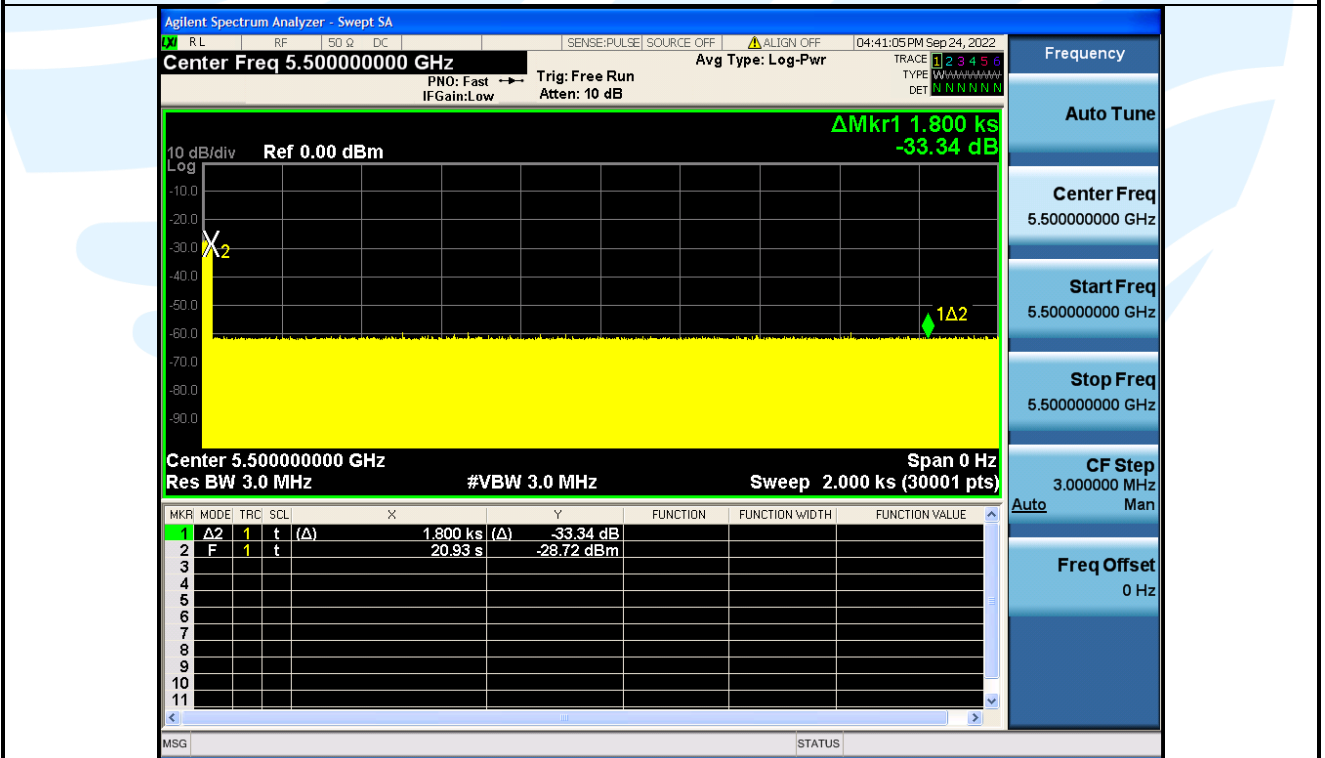 Agilent Spectrum Analyzer - Swept SA
LXI RL RF 50 Ω DC SENSE:PULSE SOURCE OFF ALIGN OFF 04:41:05 PM Sep 24, 2022
Center Freq 5.500000000 GHz
PNO: Fast
IFGain:Low
Trig: Free Run
Atten: 10 dB
Avg Type: Log-Pwr
TRACE 1 2 3 4 5 6
TYPE
DET N N N N N N
ΔMkr1 1.800 ks
-33.34 dB
10 dB/div Ref 0.00 dBm
Log
-10.0
-20.0
-30.0
-40.0
-50.0
-60.0
-70.0
-80.0
-90.0
X2
1Δ2
Center 5.500000000 GHz Span 0 Hz
Res BW 3.0 MHz #VBW 3.0 MHz Sweep 2.000 ks (30001 pts)
MKR MODE TRC SCL X Y FUNCTION FUNCTION WIDTH FUNCTION VALUE
1 Δ2 1 t (Δ) 1.800 ks (Δ) -33.34 dB
2 F 1 t 20.93 s -28.72 dBm
3
4
5
6
7
8
9
10
11
MSG STATUS
Frequency
Auto Tune
Center Freq
5.500000000 GHz
Start Freq
5.500000000 GHz
Stop Freq
5.500000000 GHz
CF Step
3.000000 MHz
Auto Man
Freq Offset
0 Hz